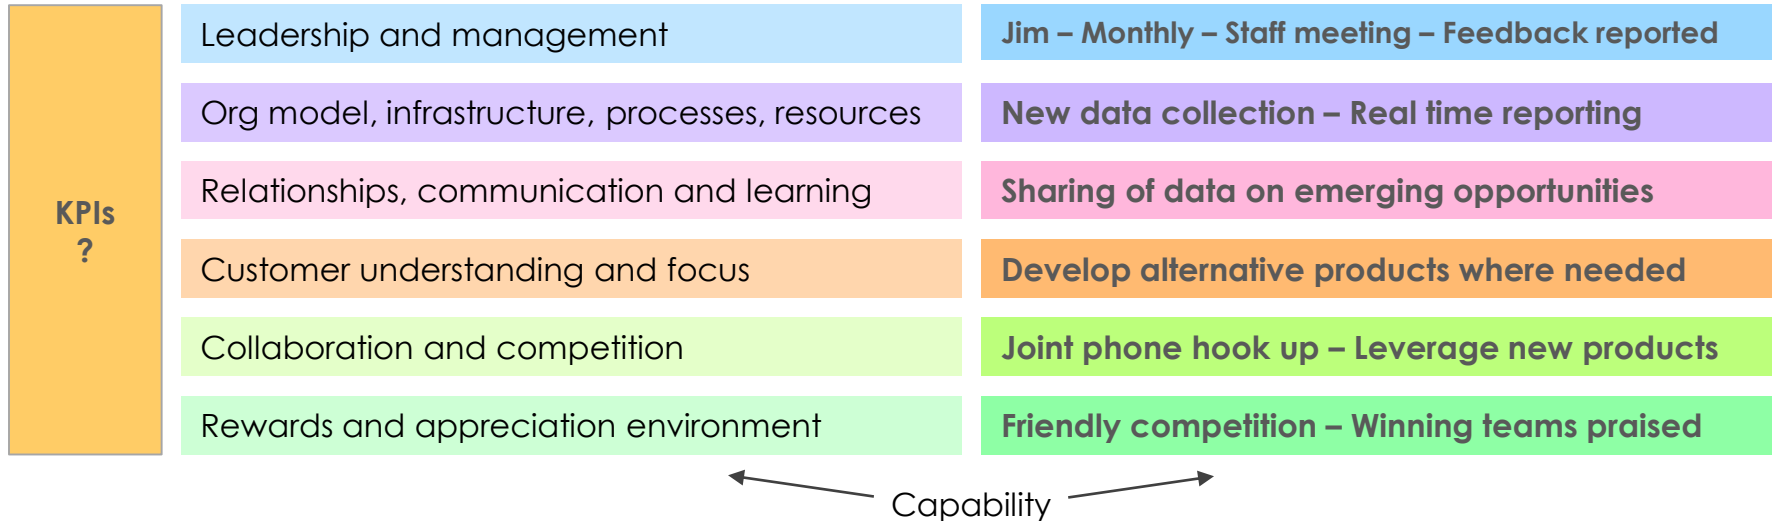 KPIs
?
Leadership and management
Jim – Monthly – Staff meeting – Feedback reported
Org model, infrastructure, processes, resources
New data collection – Real time reporting
Relationships, communication and learning
Sharing of data on emerging opportunities
Customer understanding and focus
Develop alternative products where needed
Collaboration and competition
Joint phone hook up – Leverage new products
Rewards and appreciation environment
Friendly competition – Winning teams praised
Capability